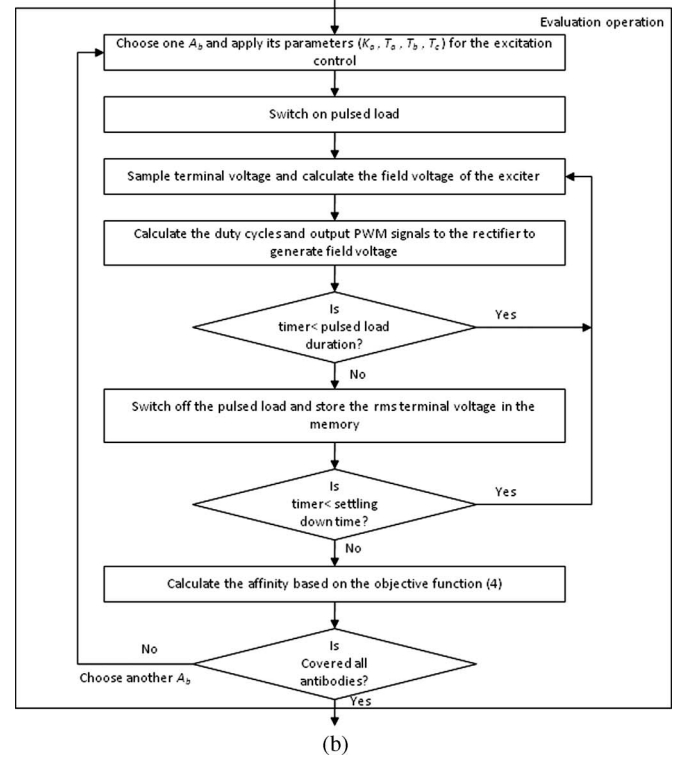 Evaluation operation
Choose one A_b and apply its parameters (K_a , T_a , T_b , T_c ) for the excitation
control
Switch on pulsed load
Sample terminal voltage and calculate the field voltage of the exciter
Calculate the duty cycles and output PWM signals to the rectifier to
generate field voltage
Is
timer< pulsed load
duration?
Yes
No
Switch off the pulsed load and store the rms terminal voltage in the
memory
Is
timer< settling
down time?
Yes
No
Calculate the affinity based on the objective function (4)
Is
Covered all
antibodies?
No
Choose another A_b
Yes
(b)